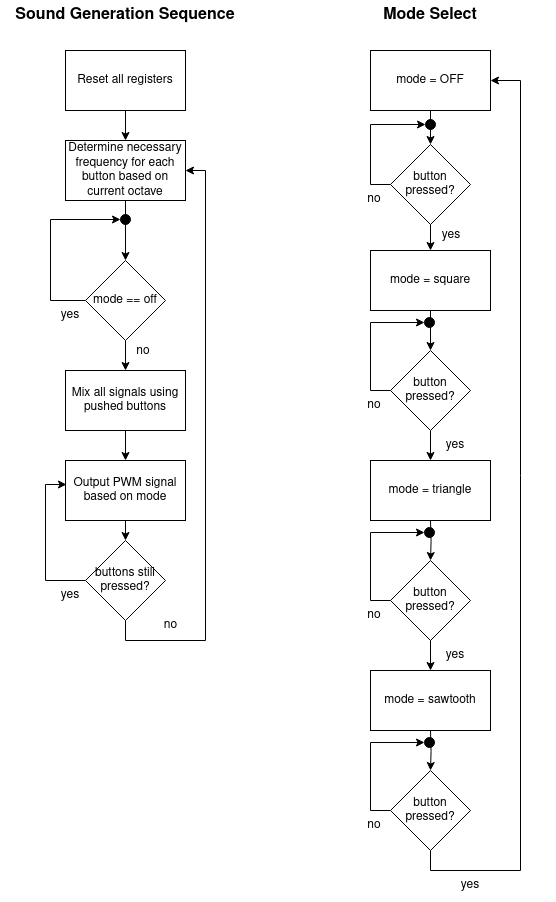 Sound Generation Sequence
Reset all registers
Determine necessary
frequency for each
button based on
current octave
mode == off
yes
no
Mix all signals using
pushed buttons
Output PWM signal
based on mode
buttons still
pressed?
yes
no
Mode Select
mode = OFF
button
pressed?
no
yes
mode = square
button
pressed?
no
yes
mode = triangle
button
pressed?
no
yes
mode = sawtooth
button
pressed?
no
yes